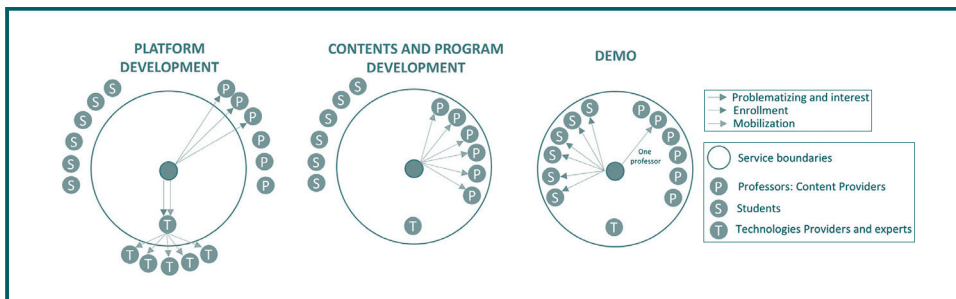 PLATFORM
DEVELOPMENT
S
S
S
S
S
S
P
P
P
P
P
P
T
T
T
T
T
T
CONTENTS AND PROGRAM
DEVELOPMENT
S
S
S
S
S
S
P
P
P
P
P
P
T
DEMO
S
S
S
S
S
S
P
P
P
P
P
P
One
professor
T
Problematizing and interest
Enrollment
Mobilization
Service boundaries
P Professors: Content Providers
S Students
T Technologies Providers and experts